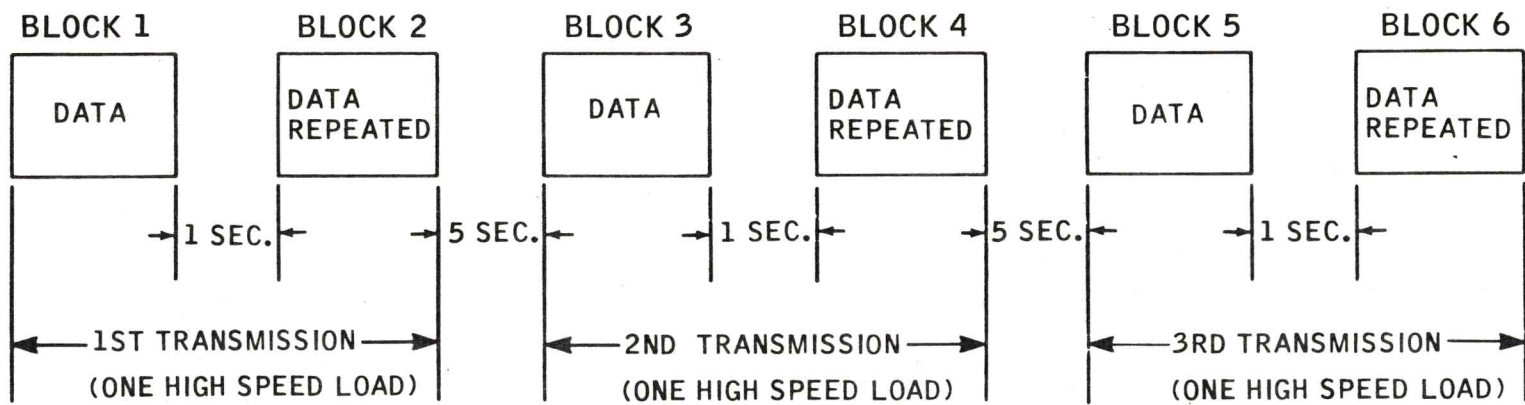 BLOCK 1 BLOCK 2 BLOCK 3 BLOCK 4 BLOCK 5 BLOCK 6
DATA DATA DATA DATA DATA DATA
REPEATED REPEATED REPEATED
1 SEC. 5 SEC. 1 SEC. 5 SEC. 1 SEC.
1ST TRANSMISSION 2ND TRANSMISSION 3RD TRANSMISSION
(ONE HIGH SPEED LOAD) (ONE HIGH SPEED LOAD) (ONE HIGH SPEED LOAD)